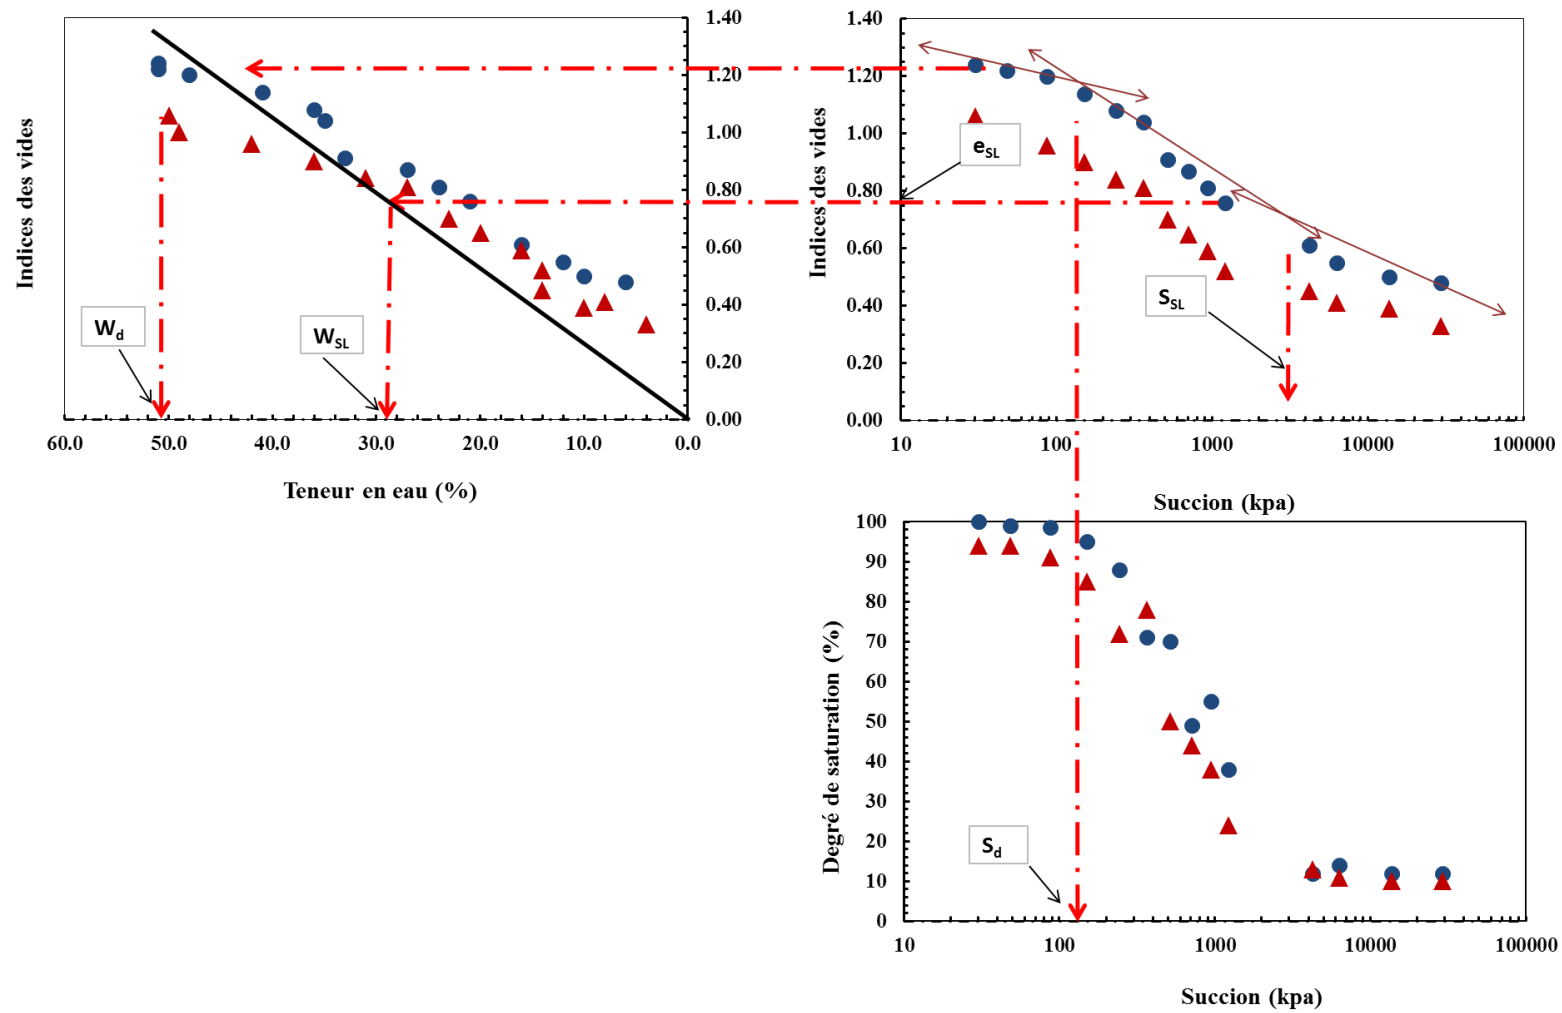 Indices des vides
1.40
1.20
1.00
0.80
0.60
0.40
0.20
0.00
60.0 50.0 40.0 30.0 20.0 10.0 0.0
Teneur en eau (%)
Wd
WSL
Indices des vides
1.40
1.20
1.00
0.80
0.60
0.40
0.20
0.00
10 100 1000 10000 100000
Succion (kpa)
eSL
SSL
Degré de saturation (%)
100
90
80
70
60
50
40
30
20
10
0
10 100 1000 10000 100000
Succion (kpa)
Sd